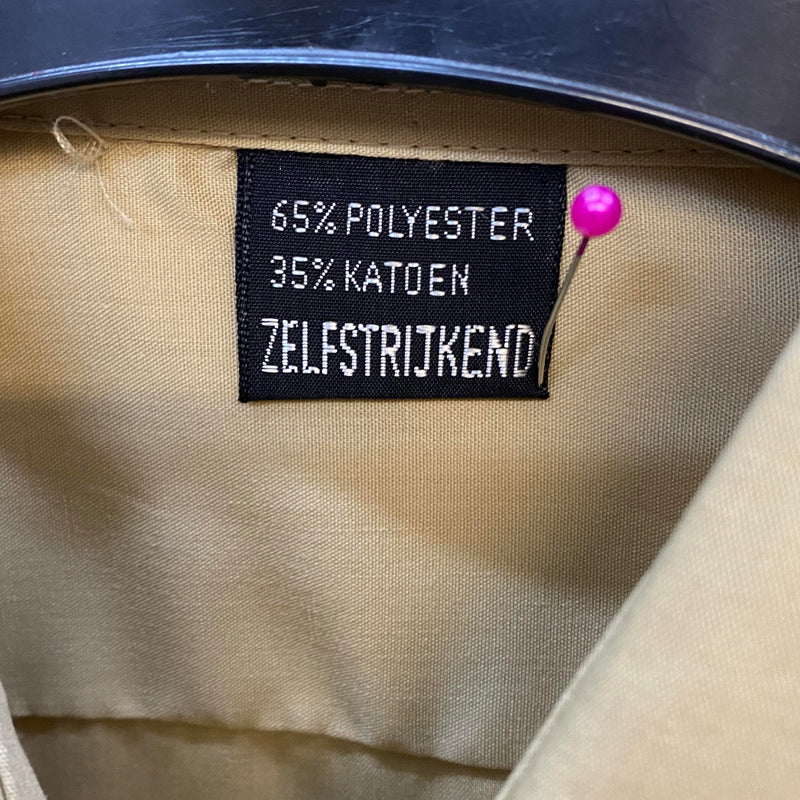 65% POLYESTER
35% KATOEN
ZELFSTRIJKEND